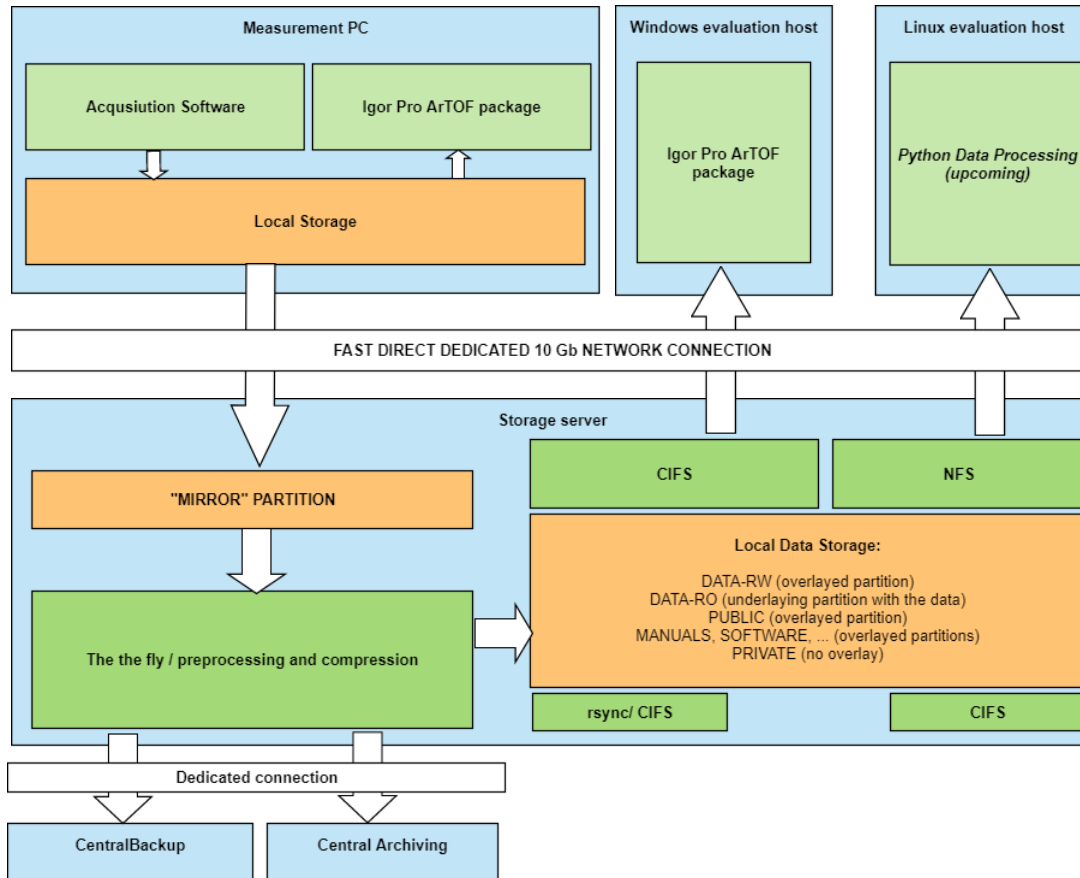 Measurement PC
Acqusiution Software
Igor Pro ArTOF package
Local Storage
Windows evaluation host
Igor Pro ArTOF
package
Linux evaluation host
Python Data Processing
(upcoming)
FAST DIRECT DEDICATED 10 Gb NETWORK CONNECTION
Storage server
"MIRROR" PARTITION
The the fly / preprocessing and compression
CIFS
NFS
Local Data Storage:
DATA-RW (overlayed partition)
DATA-RO (underlaying partition with the data)
PUBLIC (overlayed partition)
MANUALS, SOFTWARE, ... (overlayed partitions)
PRIVATE (no overlay)
rsync/ CIFS
CIFS
Dedicated connection
CentralBackup
Central Archiving